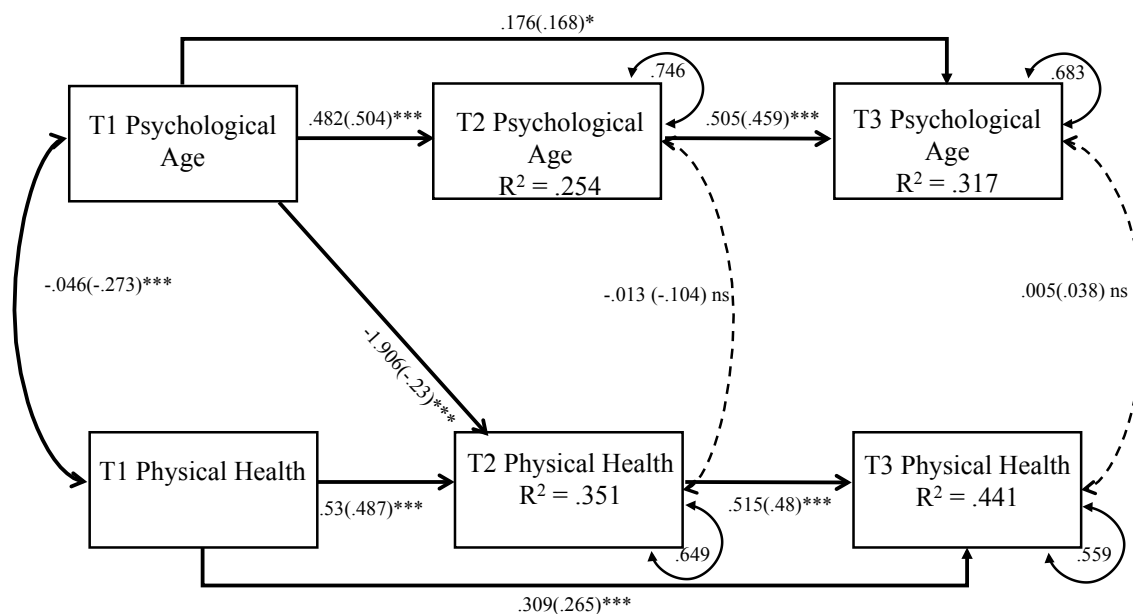 .176(.168)*
.746
.683
T1 Psychological
Age
.482(.504)***
T2 Psychological
Age
R² = .254
.505(.459)***
T3 Psychological
Age
R² = .317
-.046(-.273)***
-1.906(-.23)***
-.013 (-.104) ns
.005(.038) ns
T1 Physical Health
.53(.487)***
T2 Physical Health
R² = .351
.515(.48)***
T3 Physical Health
R² = .441
.649
.559
.309(.265)***